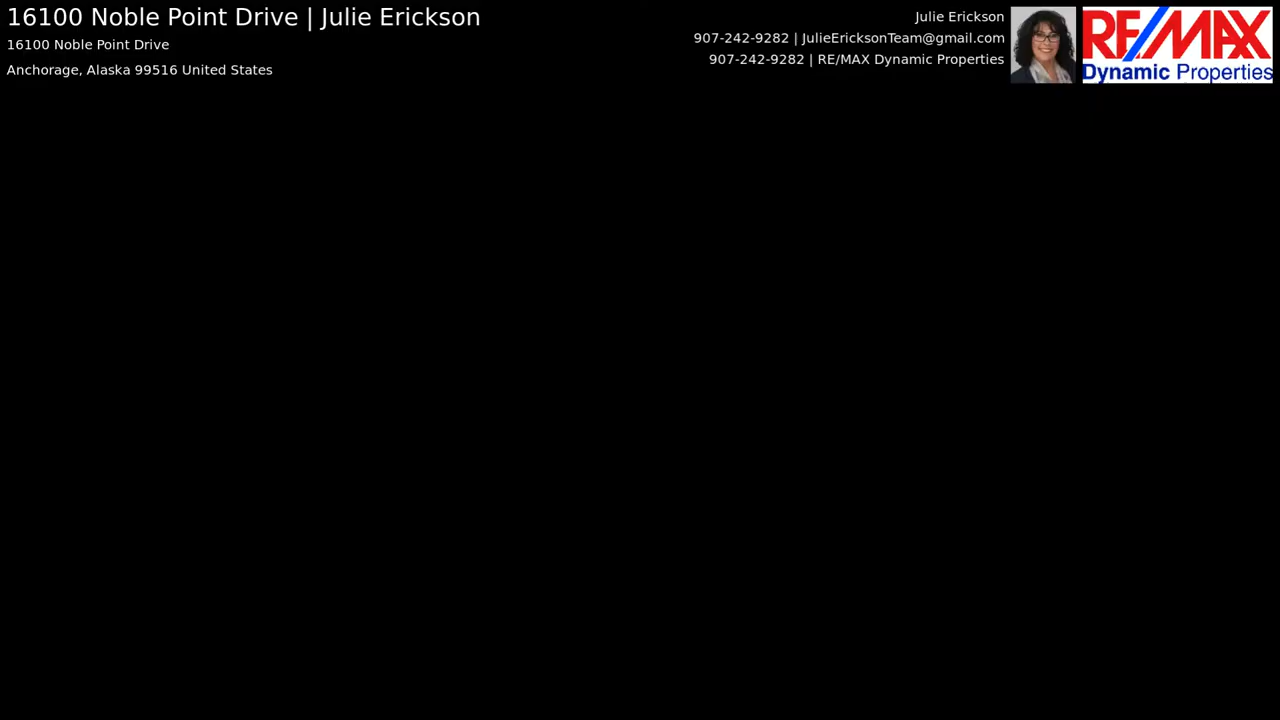 16100 Noble Point Drive | Julie Erickson
16100 Noble Point Drive
Anchorage, Alaska 99516 United States
Julie Erickson
907-242-9282 | JulieEricksonTeam@gmail.com
907-242-9282 | RE/MAX Dynamic Properties
RE/MAX
Dynamic Properties